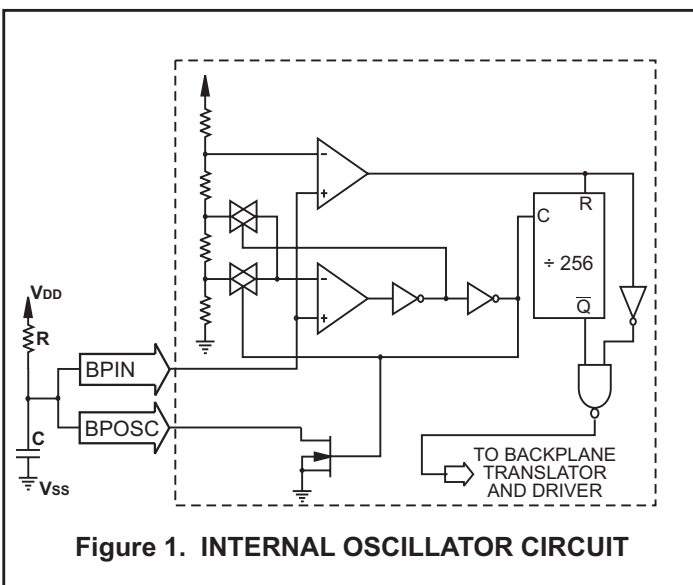 VDD
R
C
VSS
BPIN
BPOSC
-
+
-
+
R
C
÷ 256
Q̅
TO BACKPLANE
TRANSLATOR
AND DRIVER
Figure 1. INTERNAL OSCILLATOR CIRCUIT